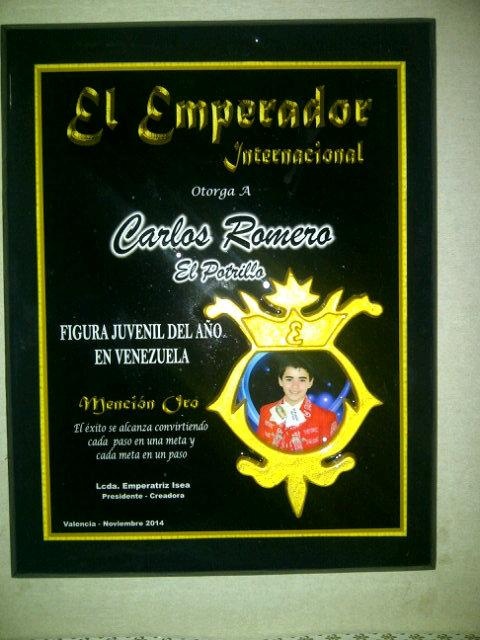 El Emperador
Internacional
Otorga A
Carlos Romero
El Potrillo
FIGURA JUVENIL DEL AÑO
EN VENEZUELA
E
Mención Oro
El éxito se alcanza convirtiendo
cada paso en una meta y
cada meta en un paso
Lcda. Emperatriz Isea
Presidente - Creadora
Valencia - Noviembre 2014